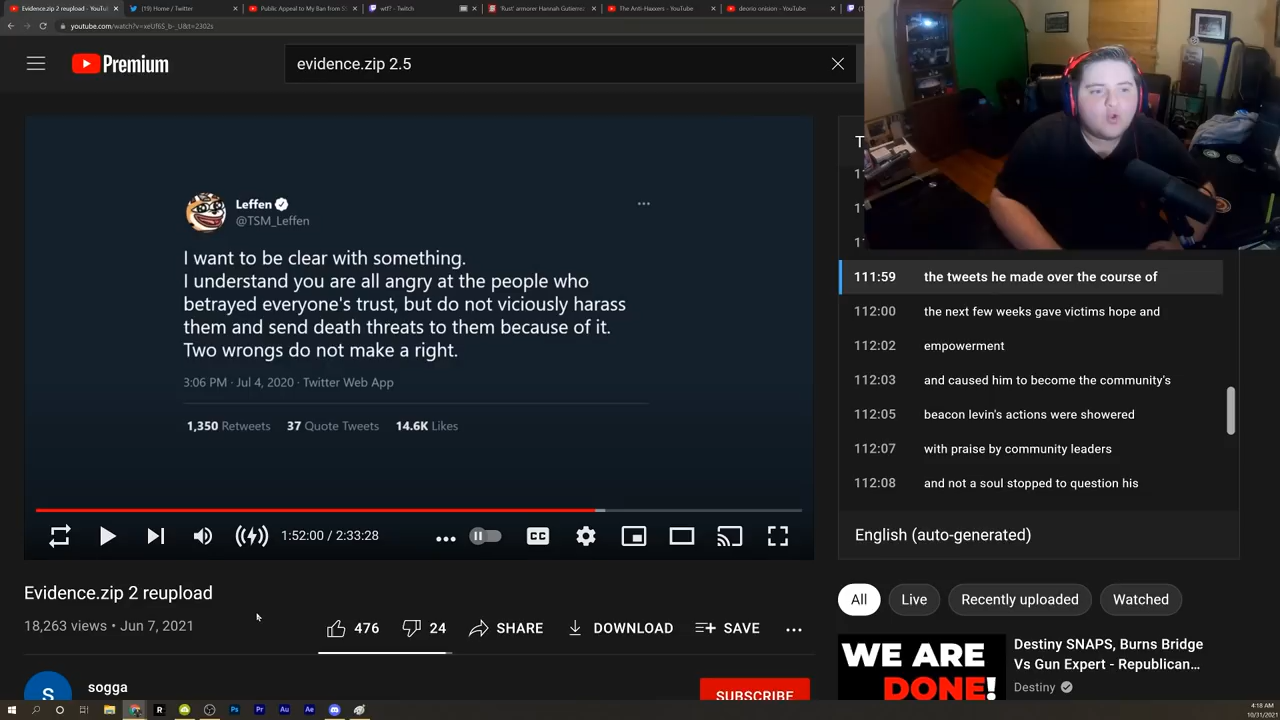 Evidence.zip 2 reupload - YouTu
(19) Home / Twitter
Public Appeal to My Ban from S
wtf? - Twitch
'Rust' armorer Hannah Gutierrez
The Anti-Haxxers - YouTube
deorio onision - YouTube
youtube.com/watch?v=xeUf6S_b-_U&t=2302s
Premium
evidence.zip 2.5
Leffen
@TSM_Leffen
I want to be clear with something.
I understand you are all angry at the people who
betrayed everyone's trust, but do not viciously harass
them and send death threats to them because of it.
Two wrongs do not make a right.
3:06 PM · Jul 4, 2020 · Twitter Web App
1,350 Retweets 37 Quote Tweets 14.6K Likes
1:52:00 / 2:33:28
CC
T
111:59 the tweets he made over the course of
112:00 the next few weeks gave victims hope and
112:02 empowerment
112:03 and caused him to become the community's
112:05 beacon levin's actions were showered
112:07 with praise by community leaders
112:08 and not a soul stopped to question his
English (auto-generated)
Evidence.zip 2 reupload
18,263 views • Jun 7, 2021
476 24 SHARE DOWNLOAD SAVE
S
sogga
SUBSCRIBE
All Live Recently uploaded Watched
WE ARE
DONE!
Destiny SNAPS, Burns Bridge
Vs Gun Expert - Republican...
Destiny
4:18 AM
10/31/2021